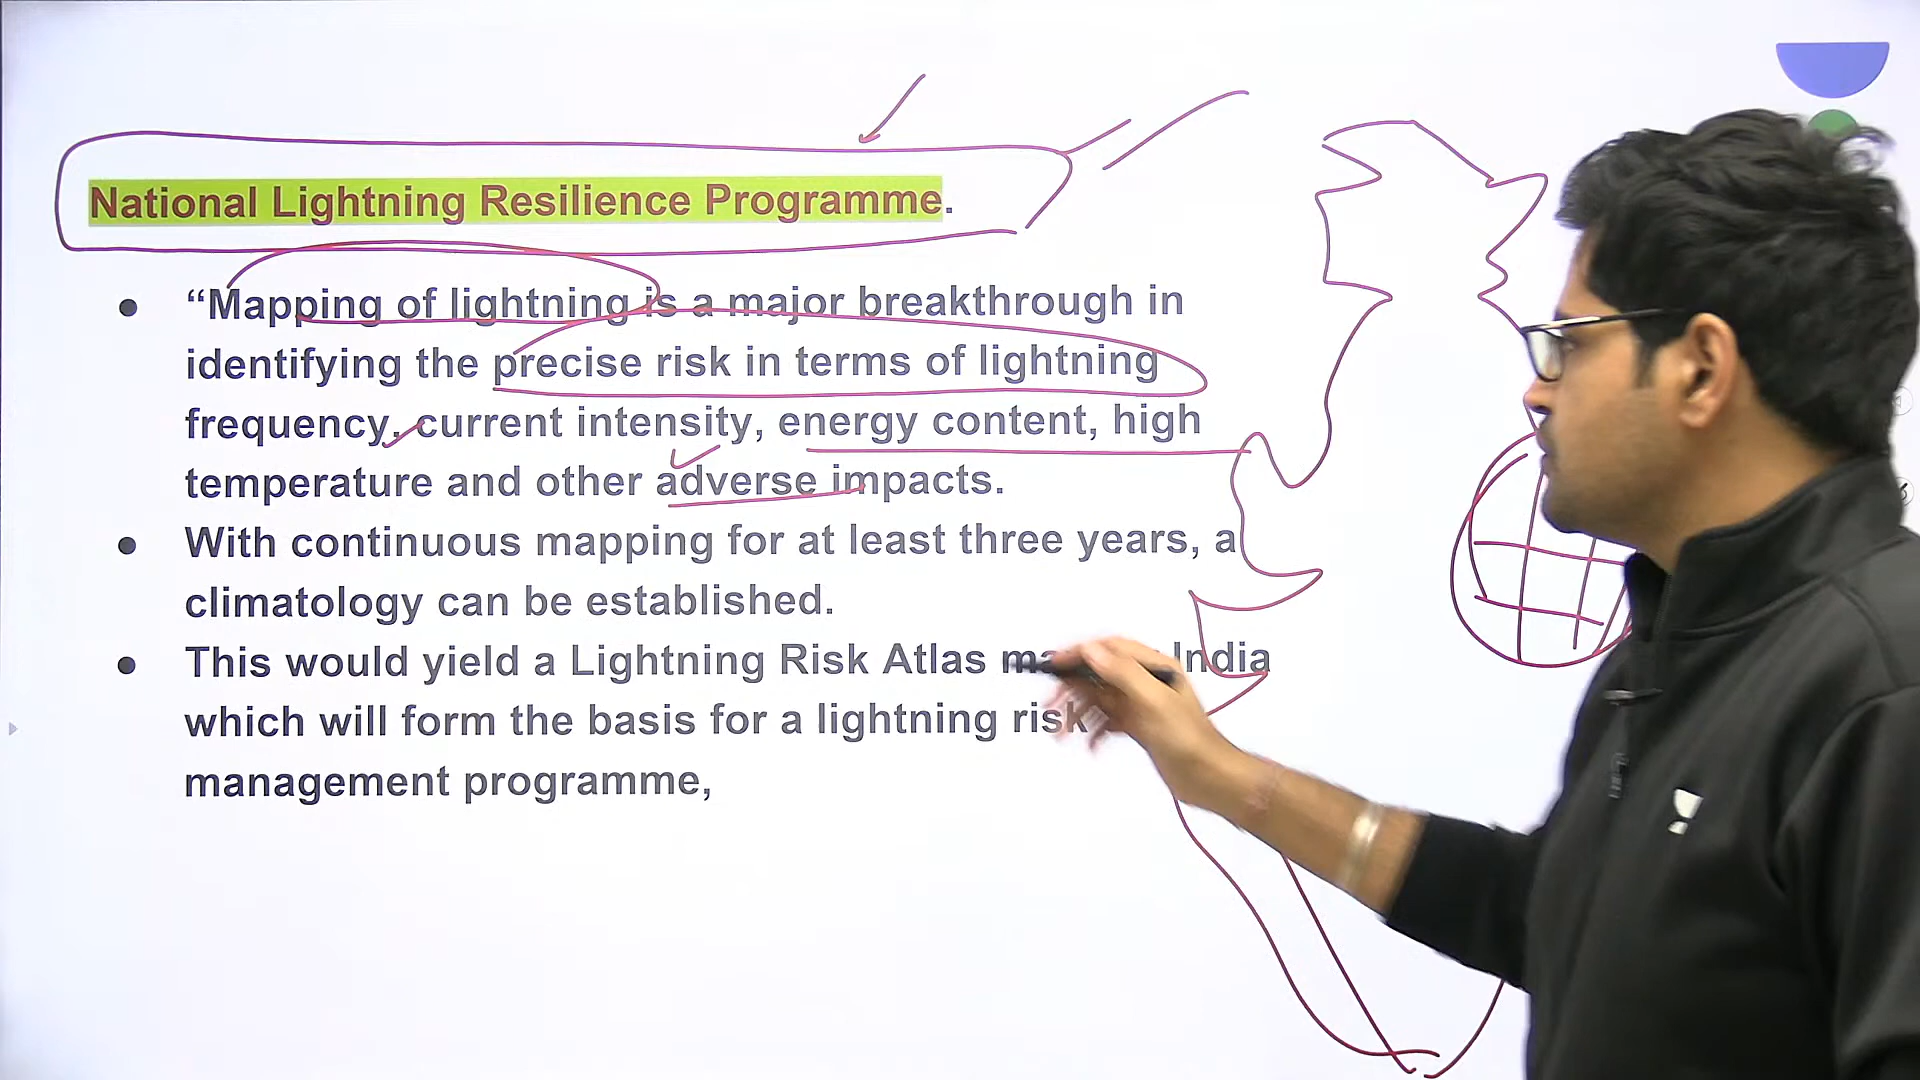 National Lightning Resilience Programme.
● “Mapping of lightning is a major breakthrough in
identifying the precise risk in terms of lightning
frequency, current intensity, energy content, high
temperature and other adverse impacts.
● With continuous mapping for at least three years, a
climatology can be established.
● This would yield a Lightning Risk Atlas India
which will form the basis for a lightning risk
management programme,